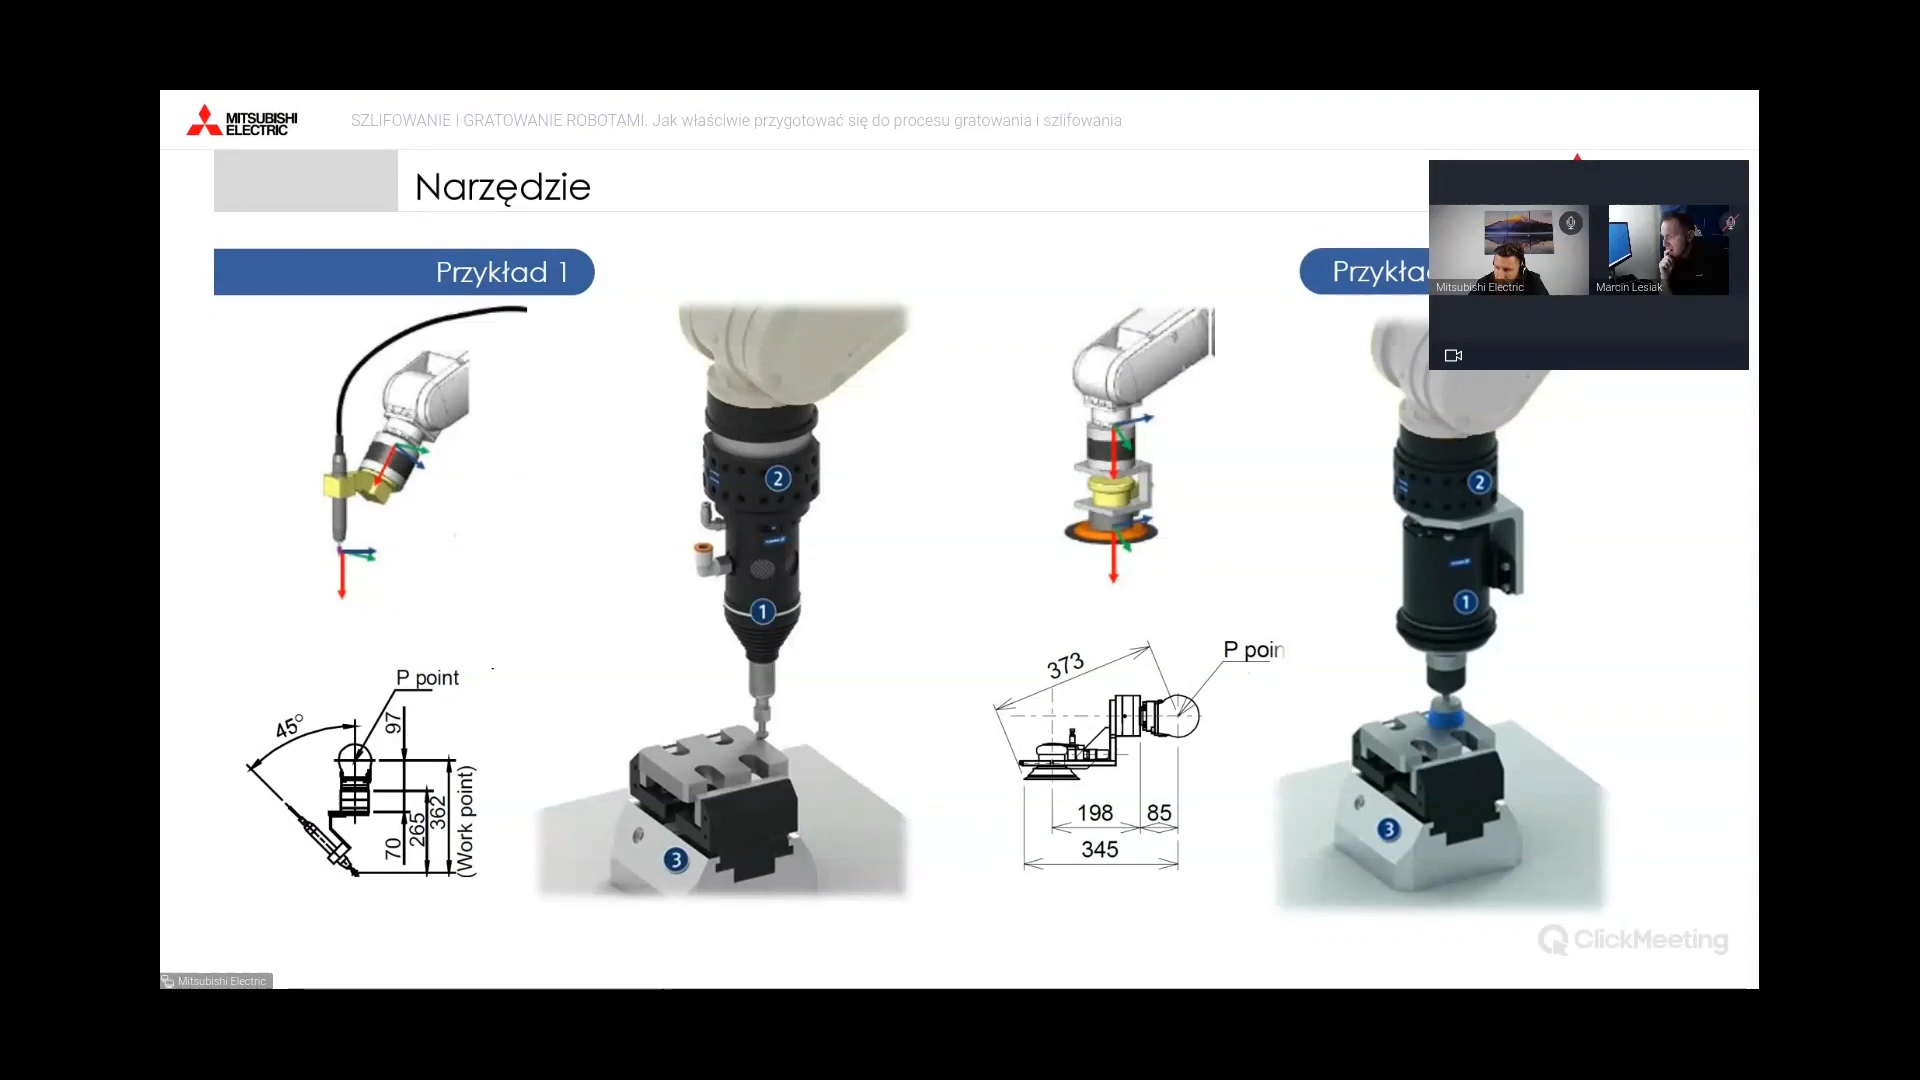 MITSUBISHI
ELECTRIC
SZLIFOWANIE I GRATOWANIE ROBOTAMI. Jak właściwie przygotować się do procesu gratowania i szlifowania
Narzędzie
Przykład 1
Mitsubishi Electric
Marcin Lesiak
2
1
3
P point
45°
97
70
265
362
(Work point)
373
198
85
345
2
1
3
ClickMeeting
Mitsubishi Electric